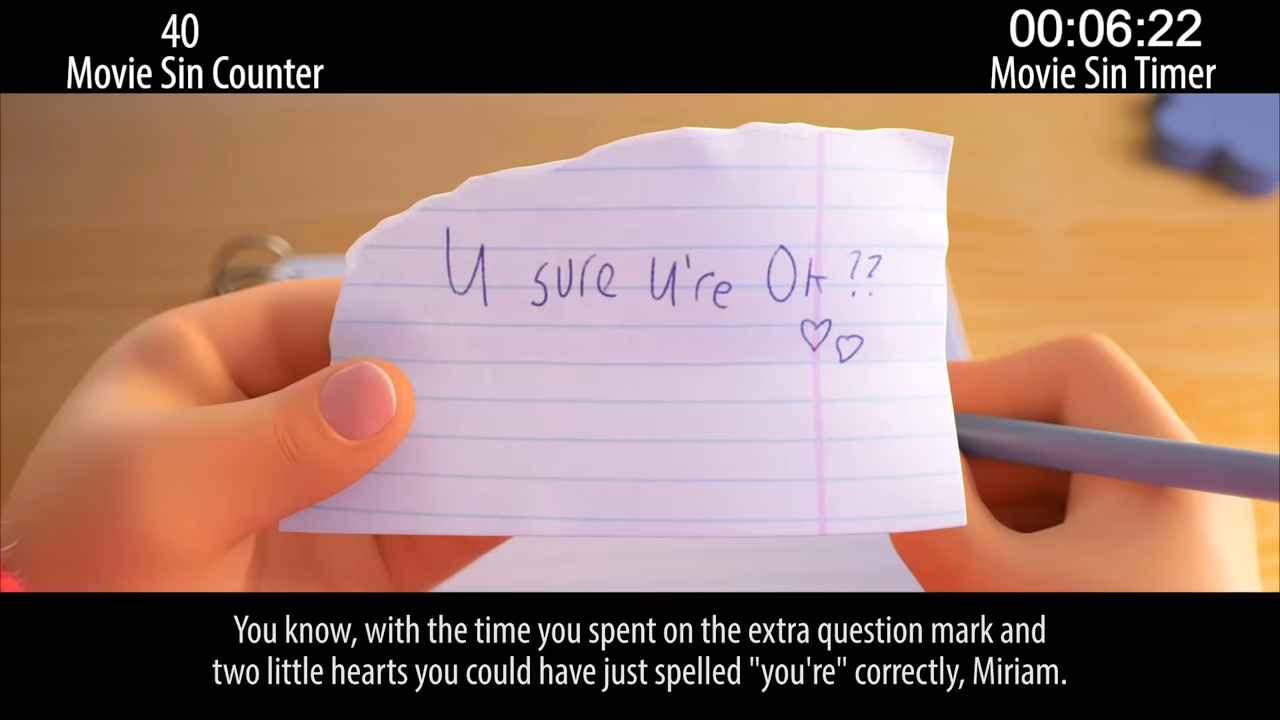 40
Movie Sin Counter
00:06:22
Movie Sin Timer
U sure u're OK??
You know, with the time you spent on the extra question mark and
two little hearts you could have just spelled "you're" correctly, Miriam.